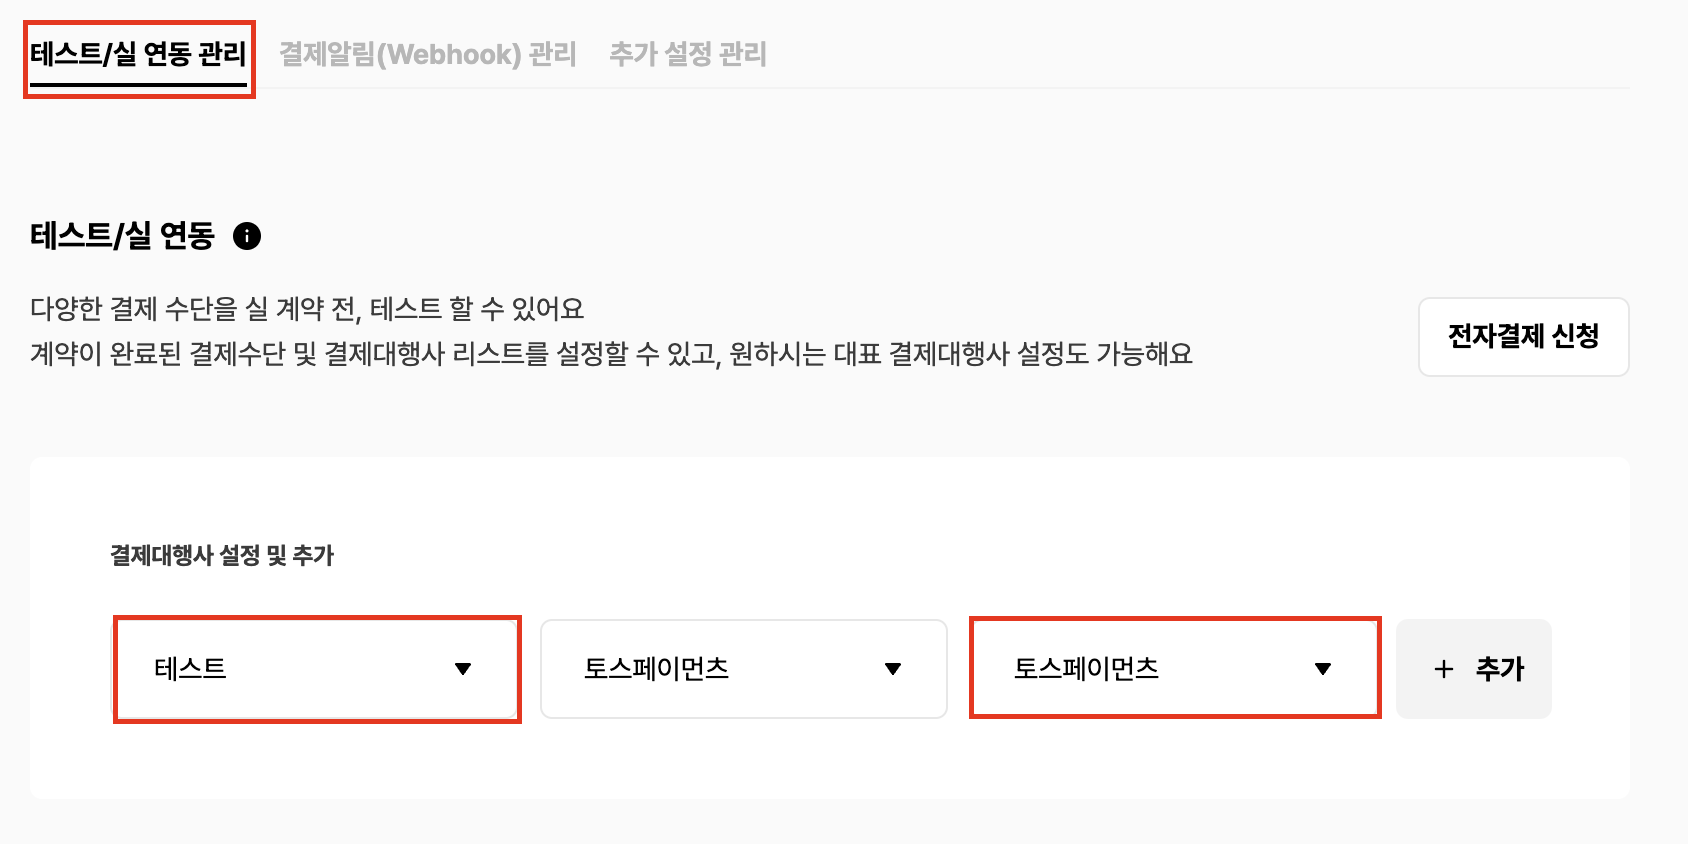 테스트/실 연동 관리 결제알림(Webhook) 관리 추가 설정 관리
테스트/실 연동
다양한 결제 수단을 실 계약 전, 테스트 할 수 있어요
계약이 완료된 결제수단 및 결제대행사 리스트를 설정할 수 있고, 원하시는 대표 결제대행사 설정도 가능해요
전자결제 신청
결제대행사 설정 및 추가
테스트 토스페이먼츠 토스페이먼츠 + 추가